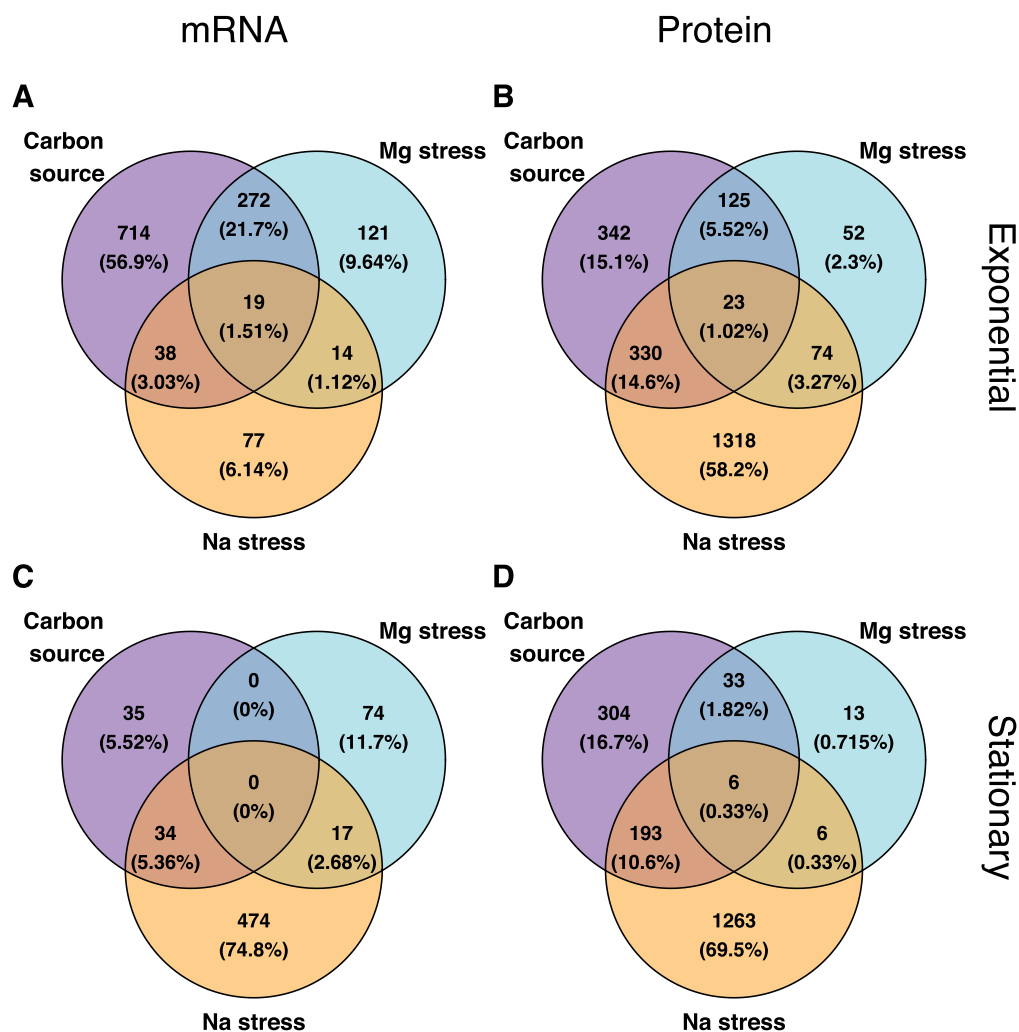 mRNA
Protein
A
Carbon
source
Mg stress
272
(21.7%)
714
(56.9%)
121
(9.64%)
19
(1.51%)
38
(3.03%)
14
(1.12%)
77
(6.14%)
Na stress
B
Carbon
source
Mg stress
125
(5.52%)
342
(15.1%)
52
(2.3%)
23
(1.02%)
330
(14.6%)
74
(3.27%)
1318
(58.2%)
Na stress
Exponential
C
Carbon
source
Mg stress
0
(0%)
35
(5.52%)
74
(11.7%)
0
(0%)
34
(5.36%)
17
(2.68%)
474
(74.8%)
Na stress
D
Carbon
source
Mg stress
33
(1.82%)
304
(16.7%)
13
(0.715%)
6
(0.33%)
193
(10.6%)
6
(0.33%)
1263
(69.5%)
Na stress
Stationary